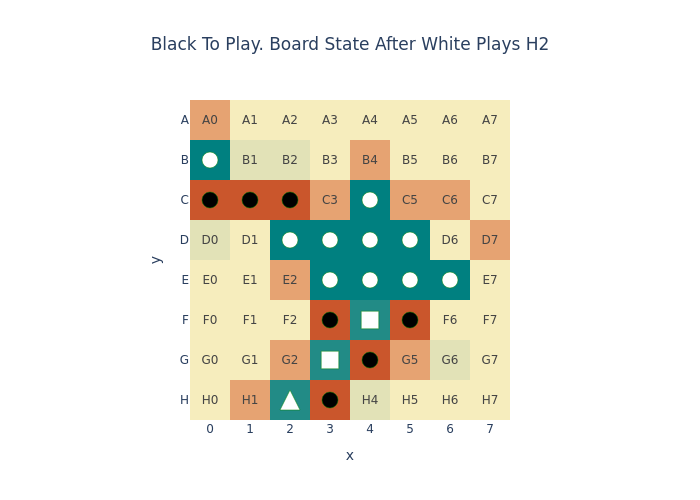 Black To Play. Board State After White Plays H2
A A0 A1 A2 A3 A4 A5 A6 A7
B B1 B2 B3 B4 B5 B6 B7
C C3 C5 C6 C7
D D0 D1 D6 D7
E E0 E1 E2 E7
F F0 F1 F2 F6 F7
G G0 G1 G2 G5 G6 G7
H H0 H1 H4 H5 H6 H7
0 1 2 3 4 5 6 7
x
y